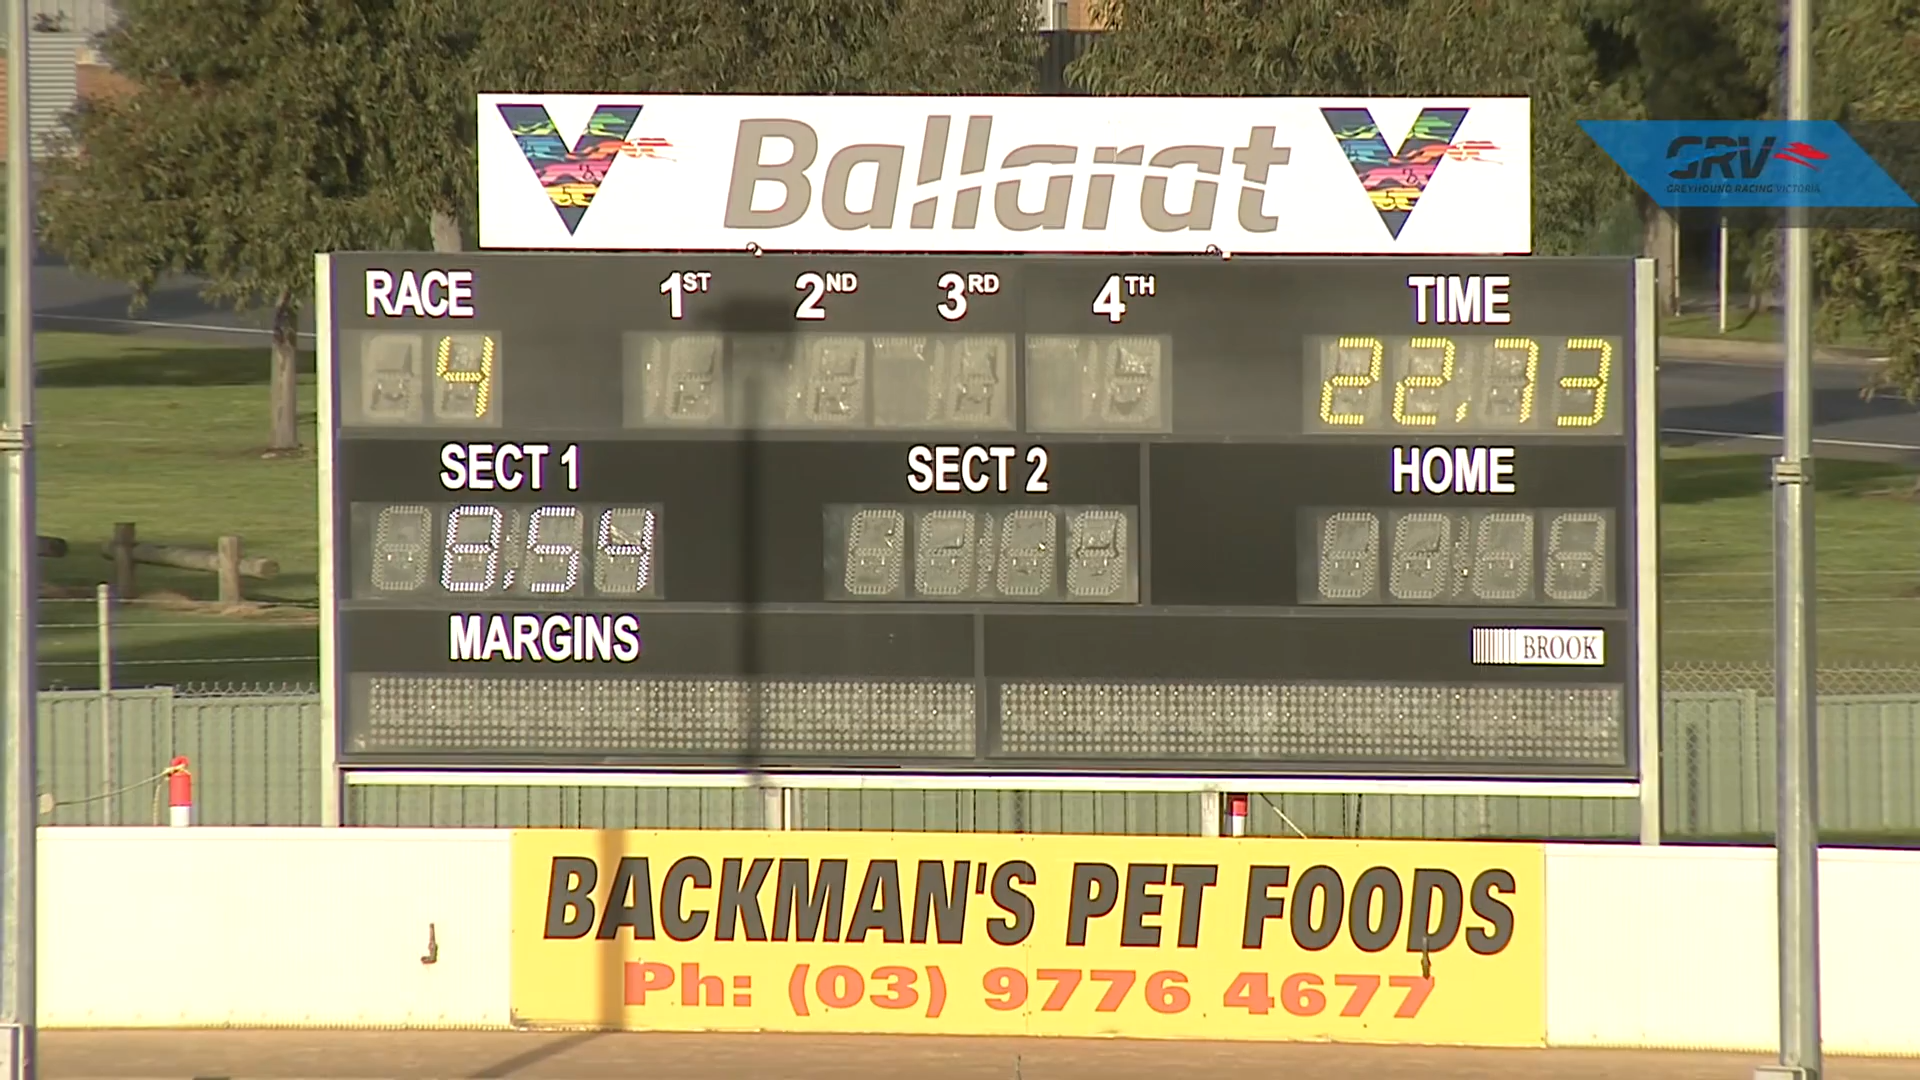 Ballarat
GRV
GREYHOUND RACING VICTORIA
RACE 1ST 2ND 3RD 4TH TIME
4 22.73
SECT 1 SECT 2 HOME
8.54
MARGINS
BROOK
BACKMAN'S PET FOODS
Ph: (03) 9776 4677